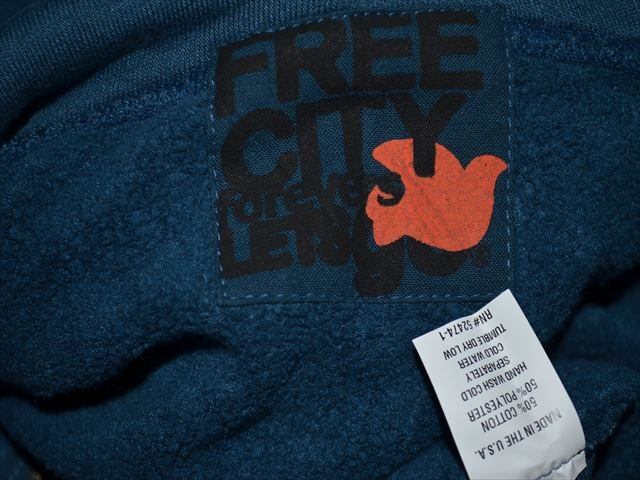 FREE
CITY
forevers
LETsgo!
MADE IN THE U.S.A.
50% COTTON
50% POLYESTER
HAND WASH COLD
SEPARATELY
COLD WATER
TUMBLE DRY LOW
RN# 52474-1